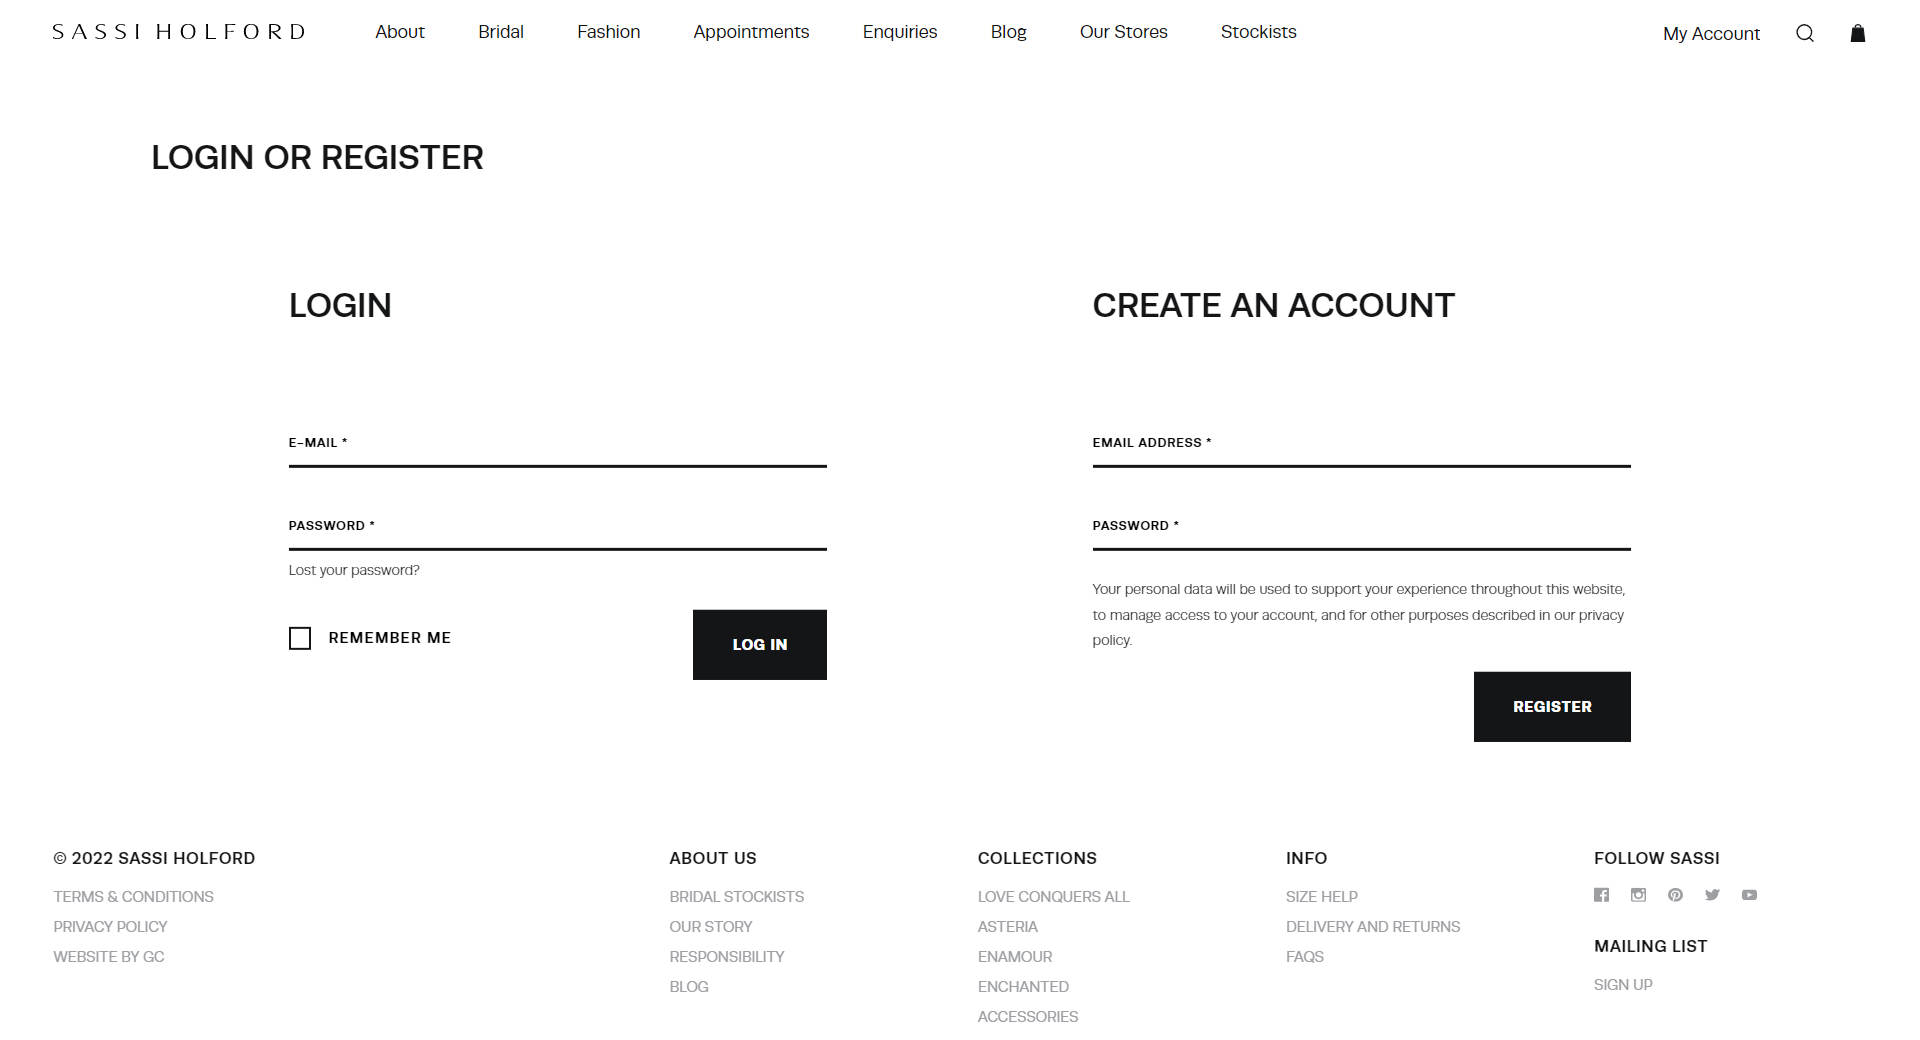 SASSI HOLFORD
About
Bridal
Fashion
Appointments
Enquiries
Blog
Our Stores
Stockists
My Account
LOGIN OR REGISTER
LOGIN
E-MAIL *
PASSWORD *
Lost your password?
REMEMBER ME
LOG IN
CREATE AN ACCOUNT
EMAIL ADDRESS *
PASSWORD *
Your personal data will be used to support your experience throughout this website,
to manage access to your account, and for other purposes described in our privacy
policy.
REGISTER
© 2022 SASSI HOLFORD
TERMS & CONDITIONS
PRIVACY POLICY
WEBSITE BY GC
ABOUT US
BRIDAL STOCKISTS
OUR STORY
RESPONSIBILITY
BLOG
COLLECTIONS
LOVE CONQUERS ALL
ASTERIA
ENAMOUR
ENCHANTED
ACCESSORIES
INFO
SIZE HELP
DELIVERY AND RETURNS
FAQS
FOLLOW SASSI
MAILING LIST
SIGN UP